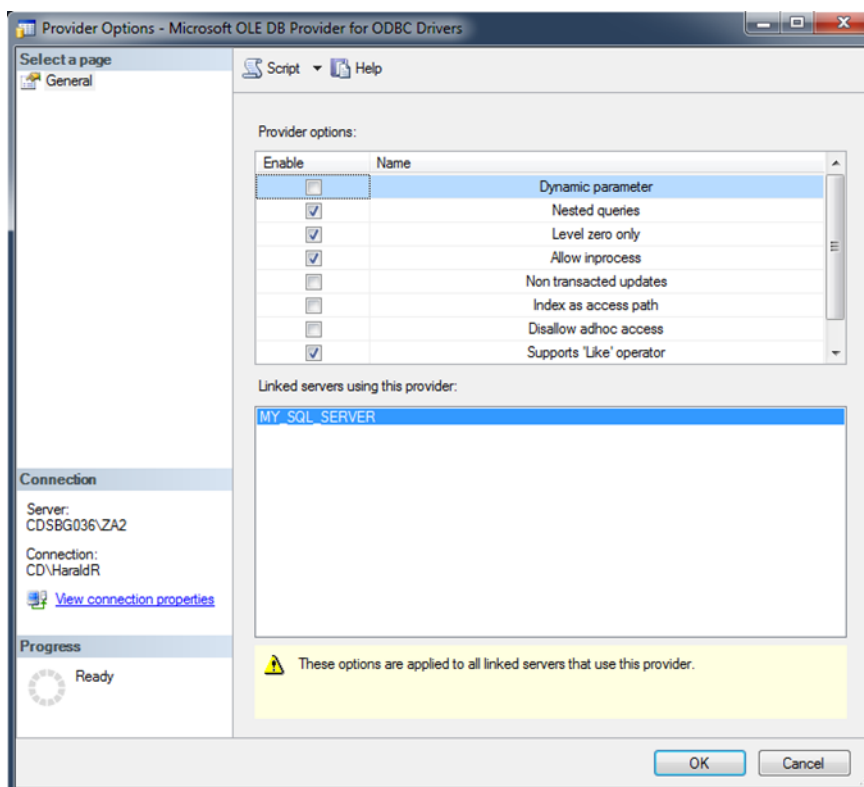 Provider Options - Microsoft OLE DB Provider for ODBC Drivers
Select a page
General
Script
Help
Provider options:
Enable Name
Dynamic parameter
Nested queries
Level zero only
Allow inprocess
Non transacted updates
Index as access path
Disallow adhoc access
Supports 'Like' operator
Linked servers using this provider:
MY_SQL_SERVER
Connection
Server:
CDSBG036\ZA2
Connection:
CD\HaraldR
View connection properties
Progress
Ready
These options are applied to all linked servers that use this provider.
OK
Cancel